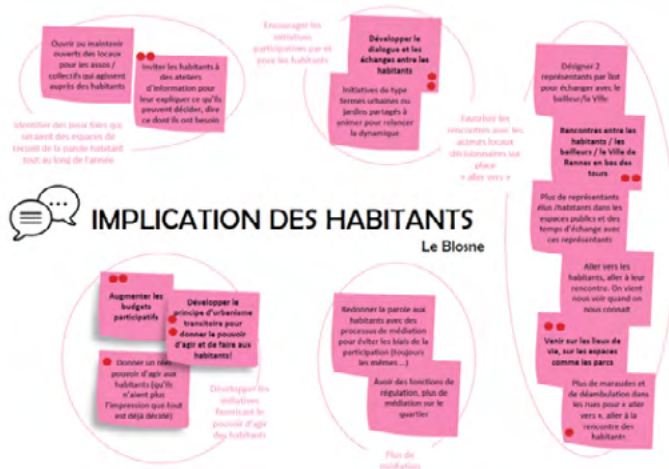 Ouvrir ou maintenir
ouverts des locaux
pour les assos /
collectifs qui agissent
auprès des habitants
Inviter les habitants à
des ateliers
d'information pour
leur expliquer ce qu'ils
peuvent décider, dire
ce dont ils ont besoin
Identifier des lieux fixes qui
seraient des espaces de
recueil de la parole habitant
tout au long de l'année
Encourager les
initiatives
participatives par et
pour les habitants
Développer le
dialogue et les
échanges entre les
habitants
Initiatives de type
fermes urbaines ou
jardins partagés à
animer pour relancer
la dynamique
Favoriser les
rencontres avec les
acteurs locaux
décisionnaires sur
place
« aller vers »
Désigner 2
représentants par ilot
pour échanger avec le
bailleur/la Ville
Rencontres entre les
habitants / les
bailleurs / la Ville de
Rennes en bas des
tours
Plus de représentants
élus /habitants dans les
espaces publics et des
temps d'échange avec
ces représentants
Aller vers les
habitants, aller à leur
rencontre. On vient
nous voir quand on
nous connait
Venir sur les lieux de
vie, sur les espaces
comme les parcs
Plus de maraudes et
de déambulation dans
les rues pour « aller
vers », aller à la
rencontre des
habitants
IMPLICATION DES HABITANTS
Le Blosne
Augmenter les
budgets
participatifs
Développer le
principe d'urbanisme
transitoire pour
donner le pouvoir
d'agir et de faire aux
habitants!
Donner un réel
pouvoir d'agir aux
habitants (qu'ils
n'aient plus
l'impression que tout
est déjà décidé)
Développer les
initiatives
favorisant le
pouvoir d'agir
des habitants
Redonner la parole aux
habitants avec des
processus de médiation
pour éviter les biais de la
participation (toujours
les mêmes...)
Avoir des fonctions de
régulation, plus de
médiation sur le
quartier
Plus de
médiation